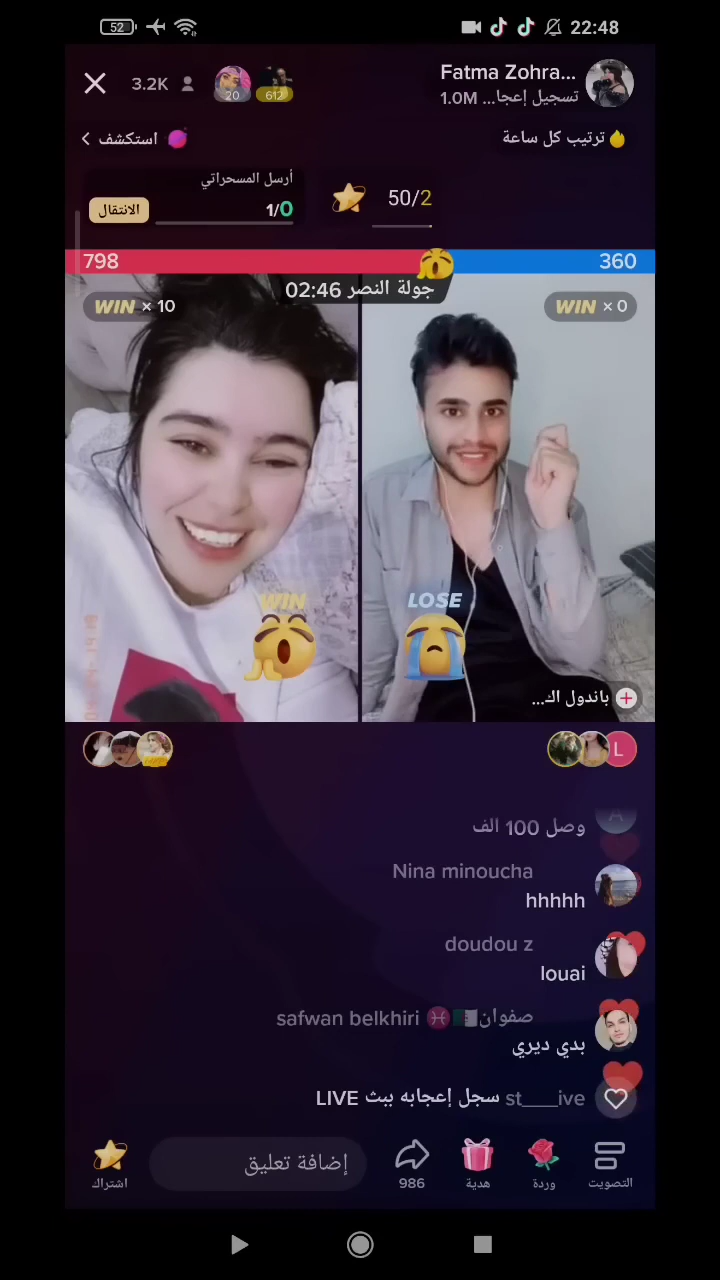 52
22:48
Fatma Zohra...
3.2K
20
612
1.0M تسجيل إعجا...
ترتيب كل ساعة
استكشف
أرسل المسحراتي
الانتقال
1/0
50/2
798
360
جولة النصر 02:46
WIN × 10
WIN × 0
WIN
LOSE
باندول اك...
L
A
وصل 100 الف
Nina minoucha
hhhhh
doudou z
louai
safwan belkhiri صفوان
بدي ديري
st___ive سجل إعجابه ببث LIVE
إضافة تعليق
اشتراك
986
هدية
وردة
التصويت